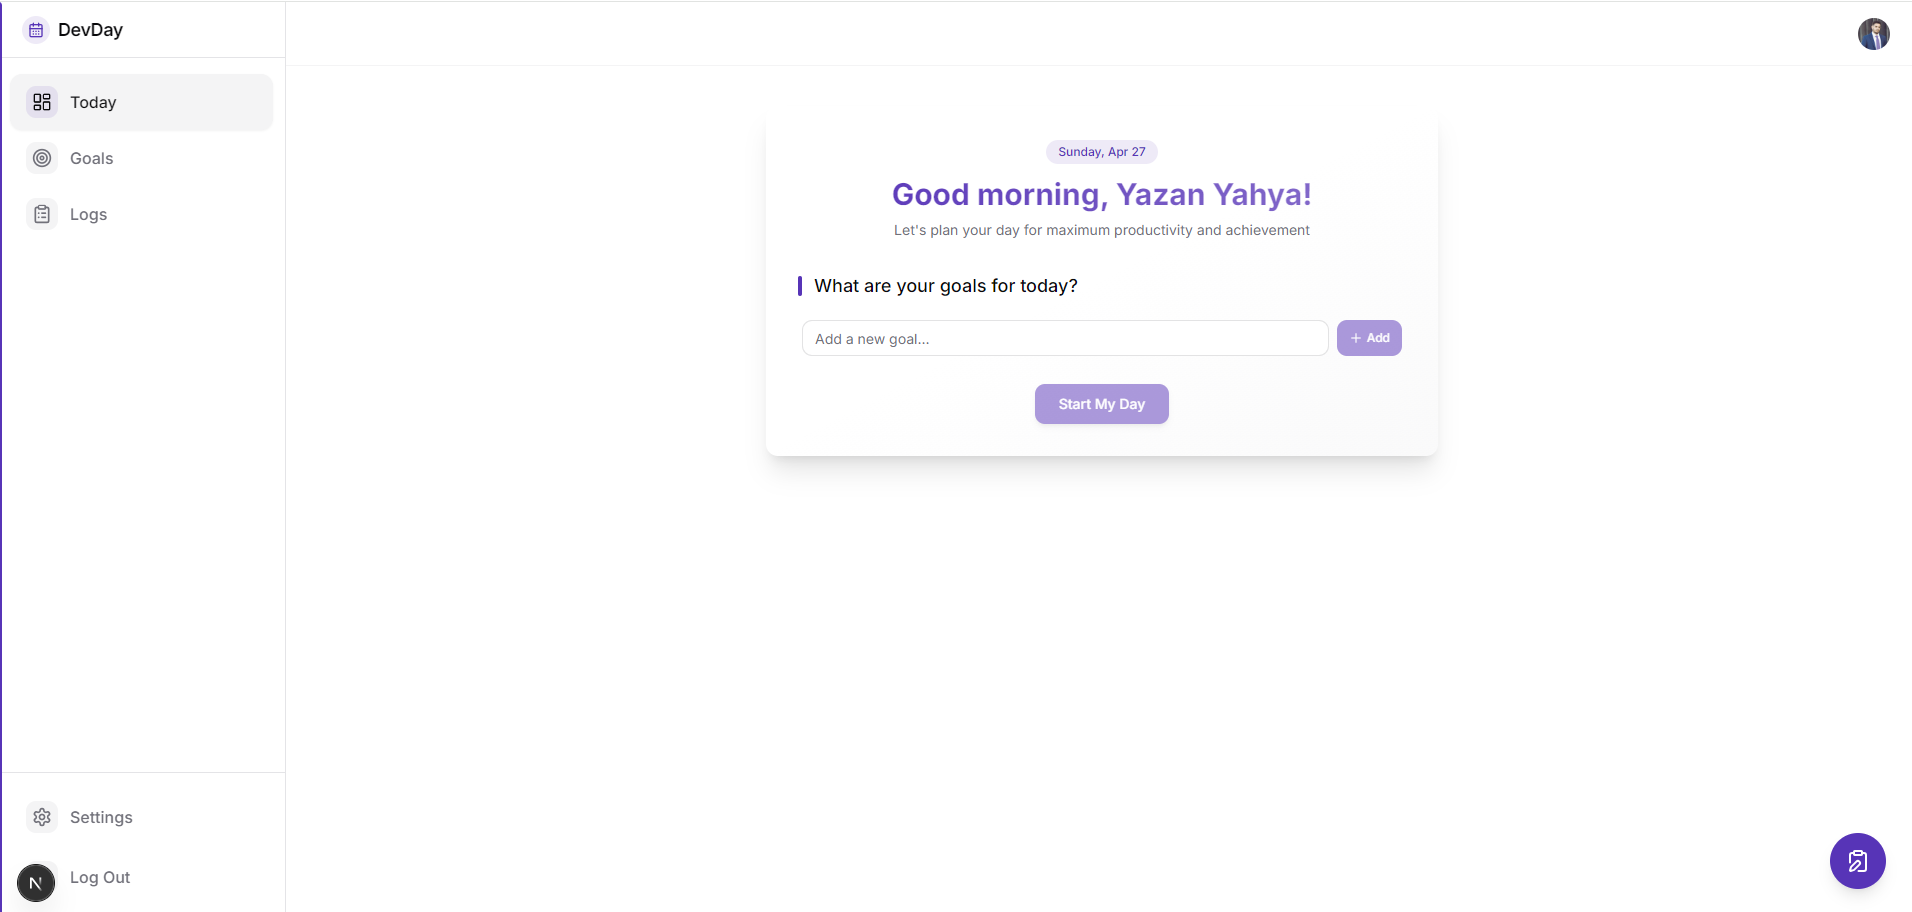 DevDay
Today
Goals
Logs
Sunday, Apr 27
Good morning, Yazan Yahya!
Let's plan your day for maximum productivity and achievement
What are your goals for today?
Add a new goal...
+ Add
Start My Day
Settings
Log Out
N